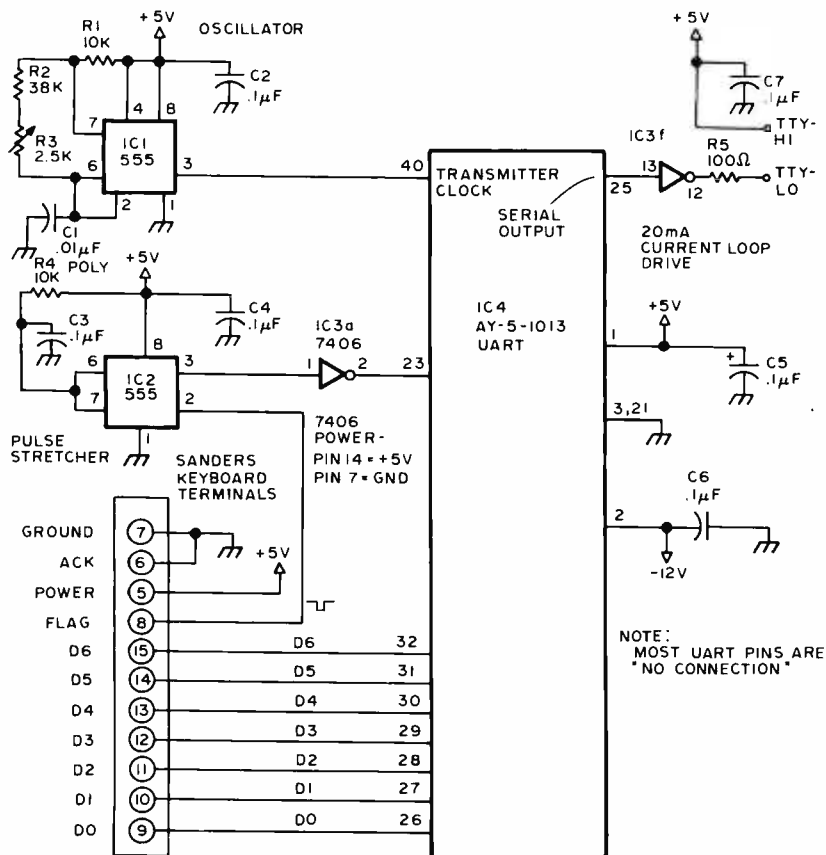 +5V
R1
10K
OSCILLATOR
R2
38K
C2
.1µF
4
8
7
IC1
555
R3
2.5K
6
3
2
1
C1
.01µF
POLY
+5V
C7
.1µF
TTY-
HI
IC3f
R5
100Ω
13
12
TTY-
LO
40
TRANSMITTER
CLOCK
25
SERIAL
OUTPUT
20mA
CURRENT LOOP
DRIVE
R4
10K
+5V
C3
.1µF
C4
.1µF
8
6
3
IC2
555
7
2
1
IC3a
7406
1
2
23
PULSE
STRETCHER
7406
POWER-
PIN 14 = +5V
PIN 7 = GND
IC4
AY-5-1013
UART
+5V
1
+
C5
.1µF
3,21
C6
.1µF
2
-12V
NOTE:
MOST UART PINS ARE
"NO CONNECTION"
SANDERS
KEYBOARD
TERMINALS
GROUND 7
ACK 6
+5V
POWER 5
FLAG 8
D6 15 D6 32
D5 14 D5 31
D4 13 D4 30
D3 12 D3 29
D2 11 D2 28
D1 10 D1 27
D0 9 D0 26